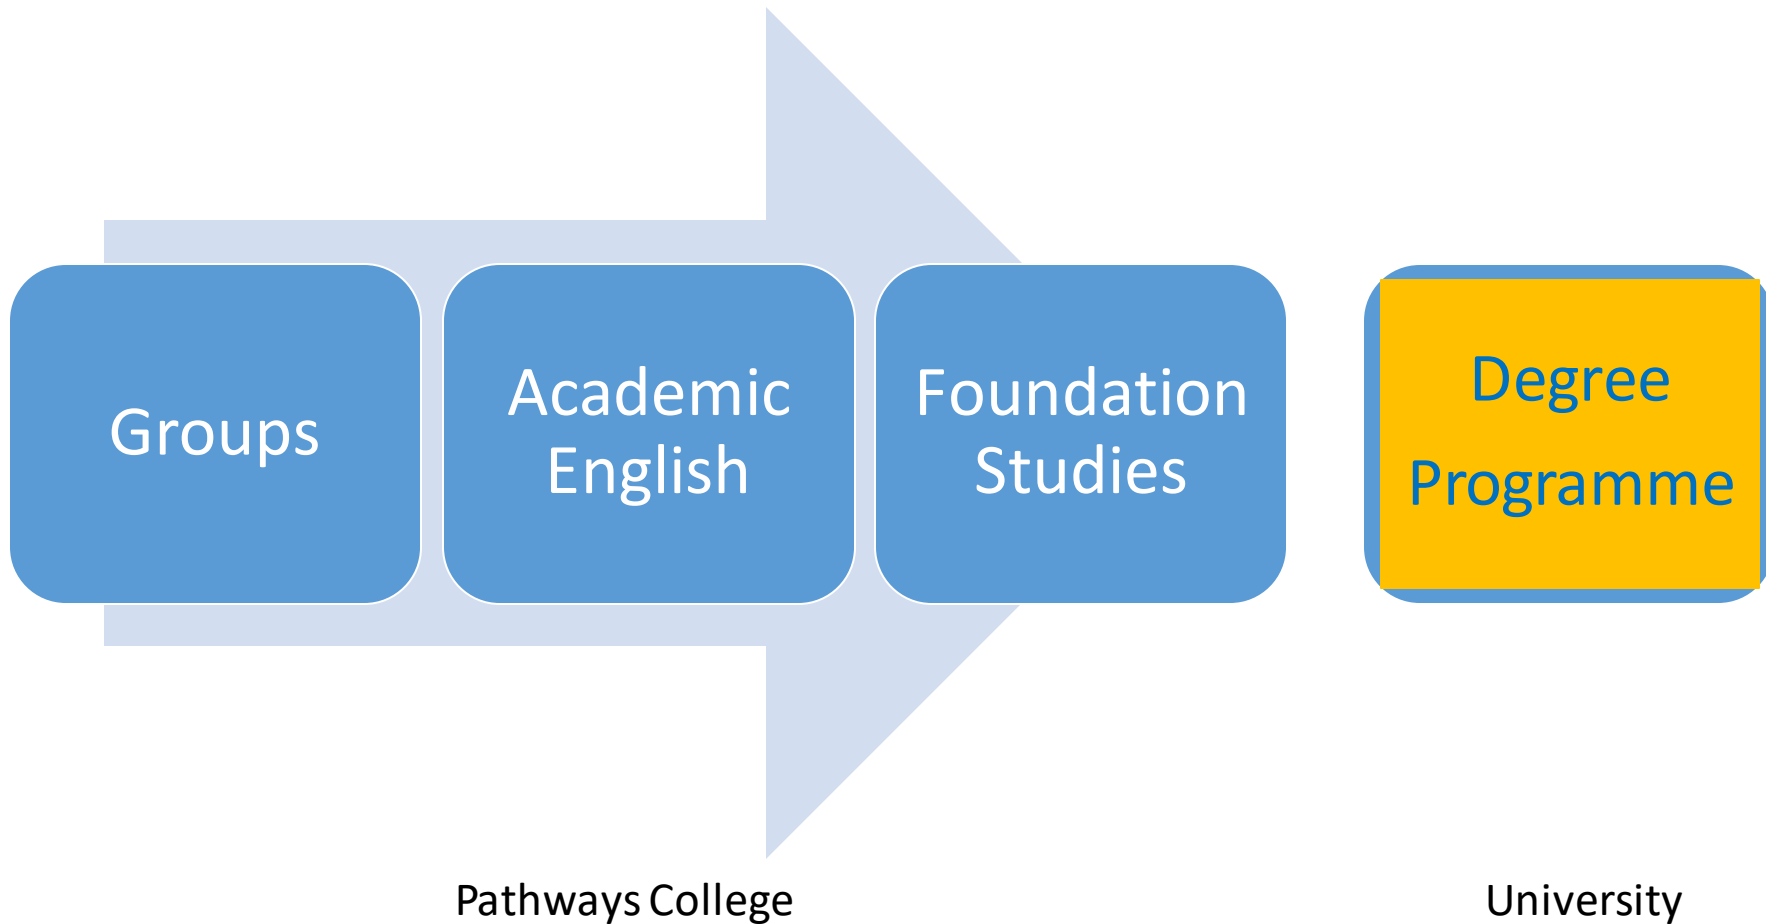 Groups
Academic
English
Foundation
Studies
Degree
Programme
Pathways College
University